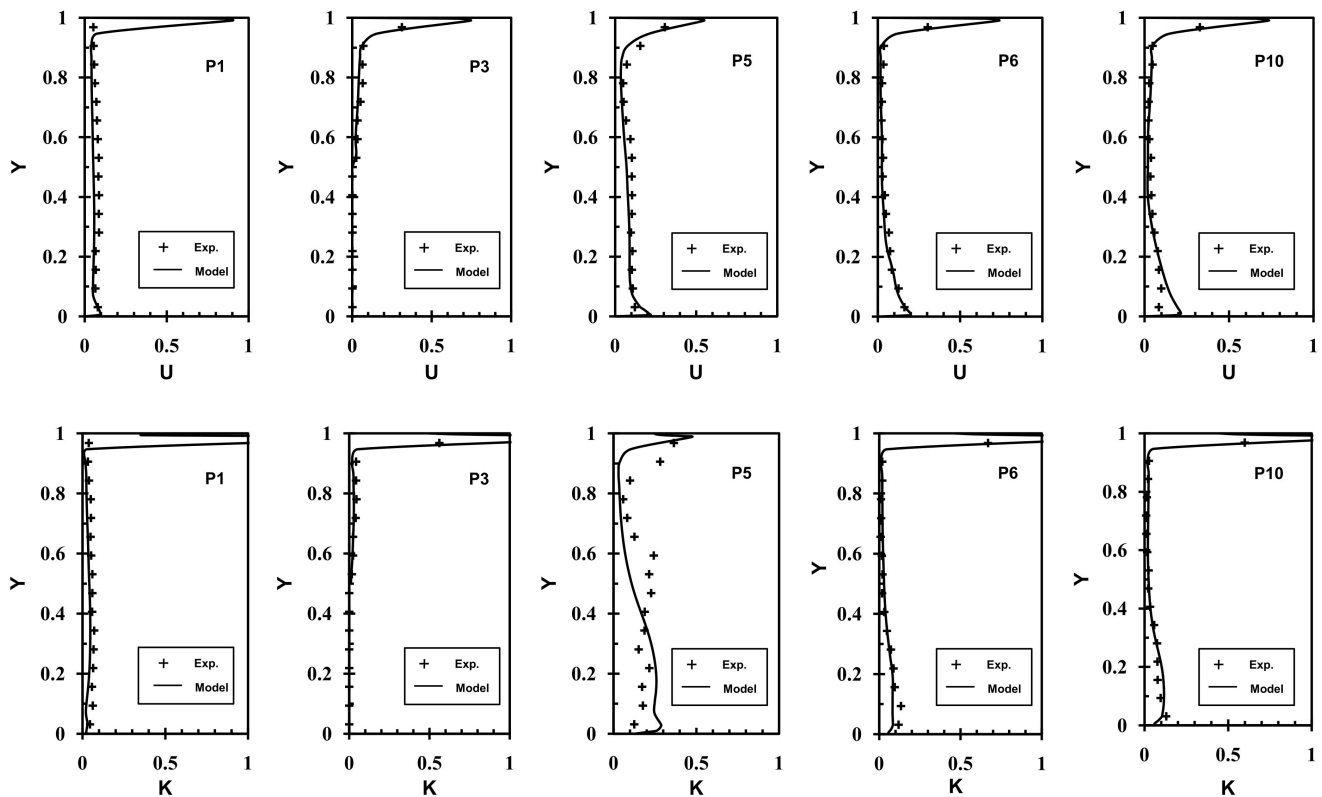 1
0.8
0.6
0.4
0.2
0
Y
P1
+ Exp.
— Model
0 0.5 1
U
1
0.8
0.6
0.4
0.2
0
Y
P3
+ Exp.
— Model
0 0.5 1
U
1
0.8
0.6
0.4
0.2
0
Y
P5
+ Exp.
— Model
0 0.5 1
U
1
0.8
0.6
0.4
0.2
0
Y
P6
+ Exp.
— Model
0 0.5 1
U
1
0.8
0.6
0.4
0.2
0
Y
P10
+ Exp.
— Model
0 0.5 1
U
1
0.8
0.6
0.4
0.2
0
Y
P1
+ Exp.
— Model
0 0.5 1
K
1
0.8
0.6
0.4
0.2
0
Y
P3
+ Exp.
— Model
0 0.5 1
K
1
0.8
0.6
0.4
0.2
0
Y
P5
+ Exp.
— Model
0 0.5 1
K
1
0.8
0.6
0.4
0.2
0
Y
P6
+ Exp.
— Model
0 0.5 1
K
1
0.8
0.6
0.4
0.2
0
Y
P10
+ Exp.
— Model
0 0.5 1
K